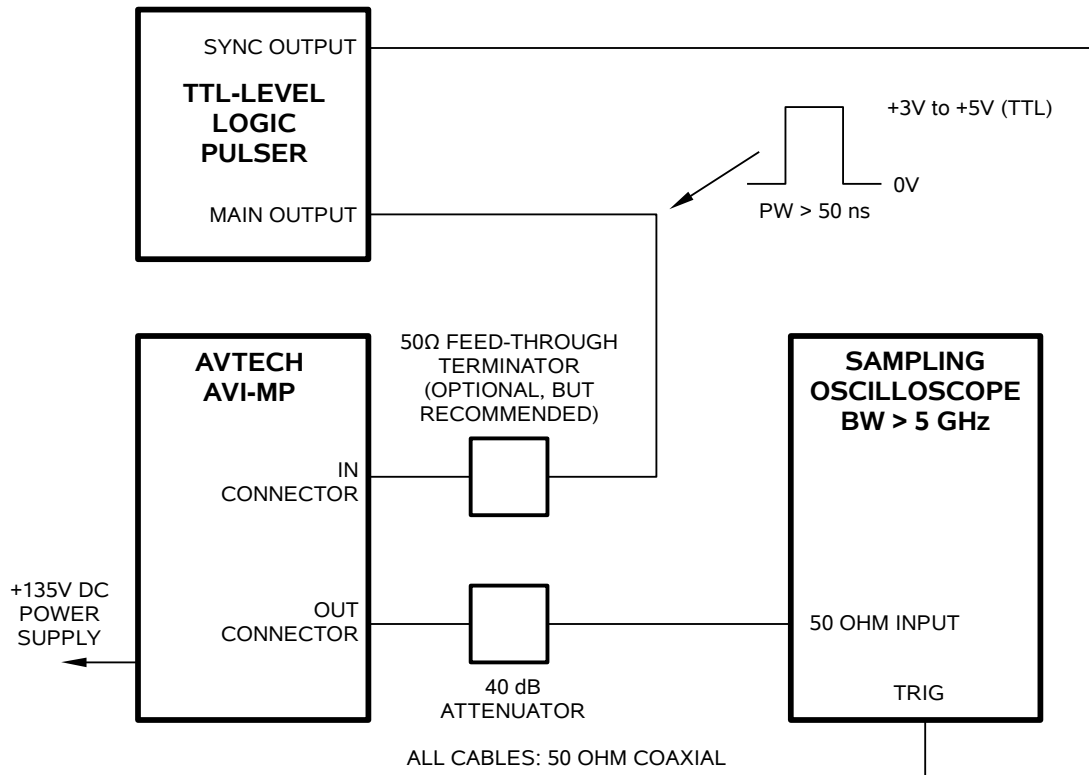 SYNC OUTPUT
TTL-LEVEL
LOGIC
PULSER
MAIN OUTPUT
+3V to +5V (TTL)
0V
PW > 50 ns
AVTECH
AVI-MP
IN
CONNECTOR
OUT
CONNECTOR
50Ω FEED-THROUGH
TERMINATOR
(OPTIONAL, BUT
RECOMMENDED)
SAMPLING
OSCILLOSCOPE
BW > 5 GHz
50 OHM INPUT
TRIG
+135V DC
POWER
SUPPLY
40 dB
ATTENUATOR
ALL CABLES: 50 OHM COAXIAL